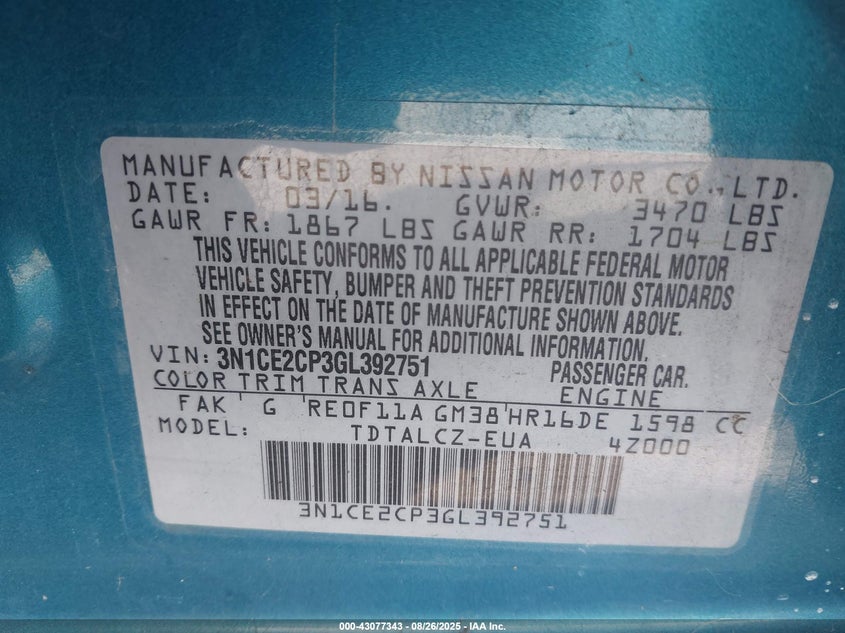 MANUFACTURED BY NISSAN MOTOR CO., LTD.
DATE: 03/16. GVWR: 3470 LBS
GAWR FR: 1867 LBS GAWR RR: 1704 LBS
THIS VEHICLE CONFORMS TO ALL APPLICABLE FEDERAL MOTOR
VEHICLE SAFETY, BUMPER AND THEFT PREVENTION STANDARDS
IN EFFECT ON THE DATE OF MANUFACTURE SHOWN ABOVE.
SEE OWNER'S MANUAL FOR ADDITIONAL INFORMATION.
VIN: 3N1CE2CP3GL392751 PASSENGER CAR.
COLOR TRIM TRANS AXLE ENGINE
FAK G RE0F11A GM38 HR16DE 1598 CC
MODEL: TDTALCZ-EUA 4Z000
3N1CE2CP3GL392751
000-43077343 - 08/26/2025 - IAA Inc.